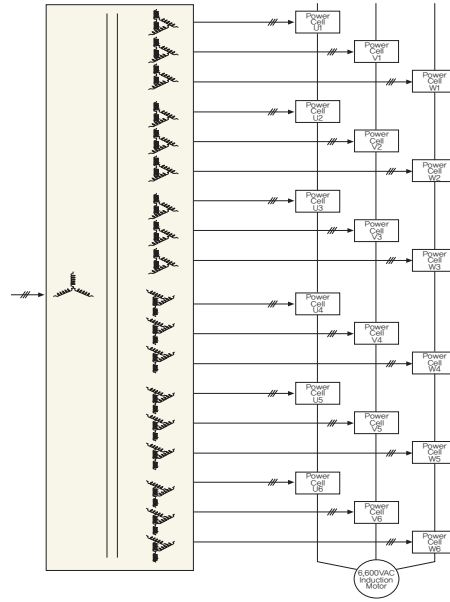 Power
Cell
U1
Power
Cell
V1
Power
Cell
W1
Power
Cell
U2
Power
Cell
V2
Power
Cell
W2
Power
Cell
U3
Power
Cell
V3
Power
Cell
W3
Power
Cell
U4
Power
Cell
V4
Power
Cell
W4
Power
Cell
U5
Power
Cell
V5
Power
Cell
W5
Power
Cell
U6
Power
Cell
V6
Power
Cell
W6
6,600VAC
Induction
Motor